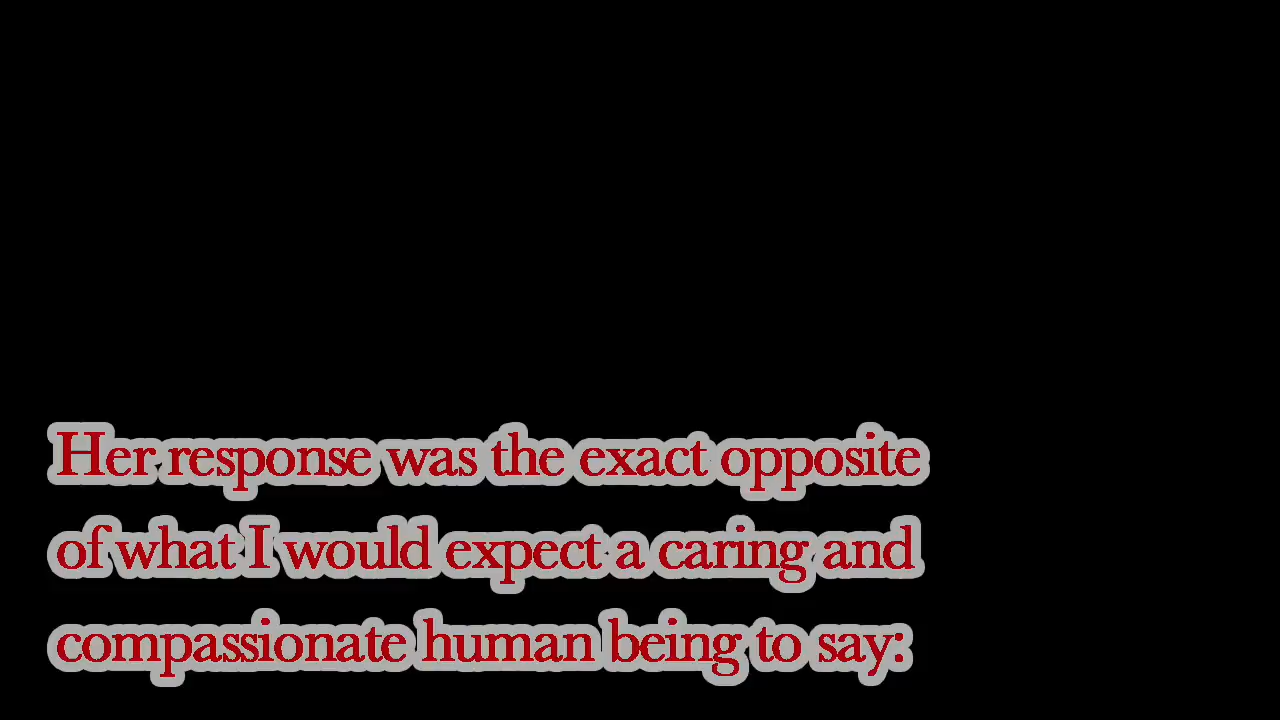 Her response was the exact opposite
of what I would expect a caring and
compassionate human being to say: